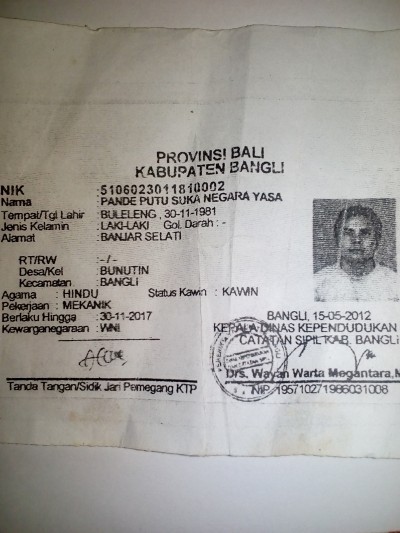 PROVINSI BALI
KABUPATEN BANGLI
NIK : 5106023011810002
Nama : PANDE PUTU SUKA NEGARA YASA
Tempat/Tgl Lahir : BULELENG , 30-11-1981
Jenis Kelamin : LAKI-LAKI Gol. Darah : -
Alamat : BANJAR SELATI
RT/RW : - / -
Desa/Kel : BUNUTIN
Kecamatan : BANGLI
Agama : HINDU Status Kawin : KAWIN
Pekerjaan : MEKANIK
Berlaku Hingga : 30-11-2017
Kewarganegaraan : WNI
BANGLI, 15-05-2012
KEPALA DINAS KEPENDUDUKAN
CATATAN SIPIL KAB. BANGLI
Drs. Wayan Warta Megantara, M
NIP. 195710271986031008
Tanda Tangan/Sidik Jari Pemegang KTP